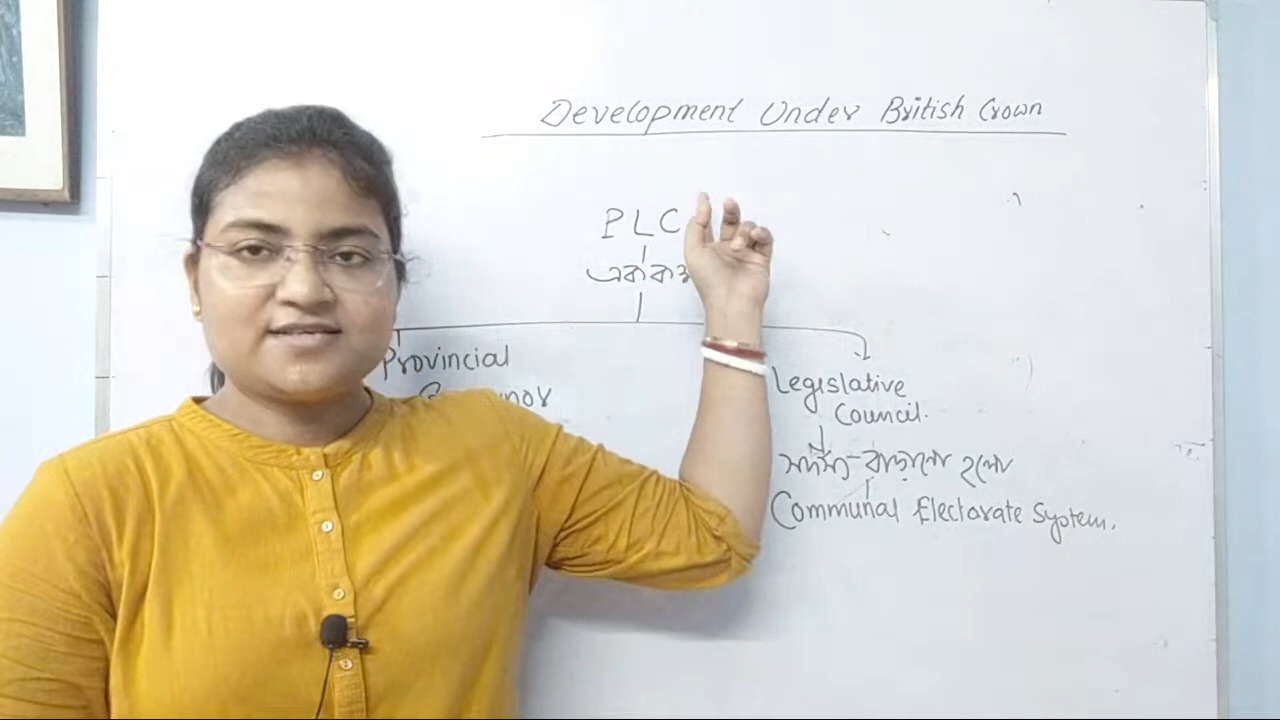 Development Under British Crown
PLC
Provincial
Legislative
Council.
সদস্য বাড়ানো হলো
Communal Electorate System.